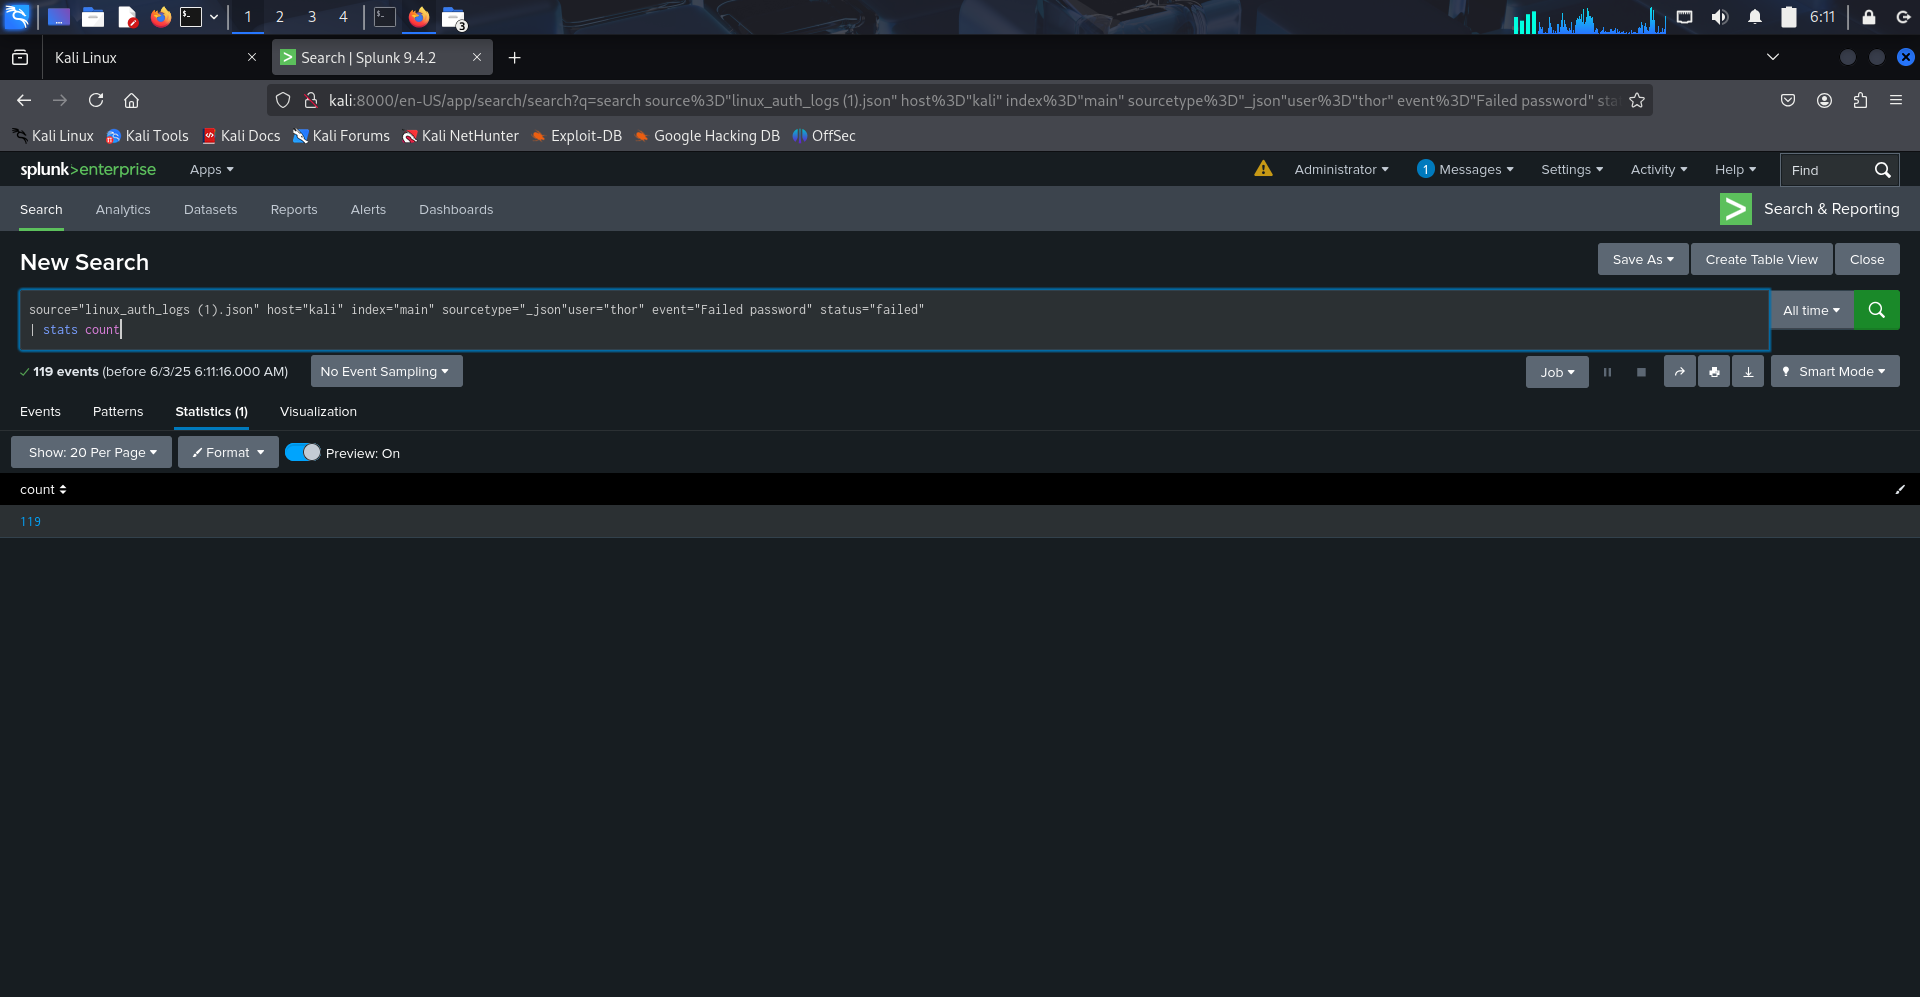 1 2 3 4 3 6:11
Kali Linux
Search | Splunk 9.4.2
kali:8000/en-US/app/search/search?q=search source%3D"linux_auth_logs (1).json" host%3D"kali" index%3D"main" sourcetype%3D"_json"user%3D"thor" event%3D"Failed password" sta
Kali Linux Kali Tools Kali Docs Kali Forums Kali NetHunter Exploit-DB Google Hacking DB OffSec
splunk>enterprise Apps Administrator 1 Messages Settings Activity Help Find
Search Analytics Datasets Reports Alerts Dashboards Search & Reporting
New Search Save As Create Table View Close
source="linux_auth_logs (1).json" host="kali" index="main" sourcetype="_json"user="thor" event="Failed password" status="failed"
| stats count
All time
119 events (before 6/3/25 6:11:16.000 AM) No Event Sampling Job Smart Mode
Events Patterns Statistics (1) Visualization
Show: 20 Per Page Format Preview: On
count
119